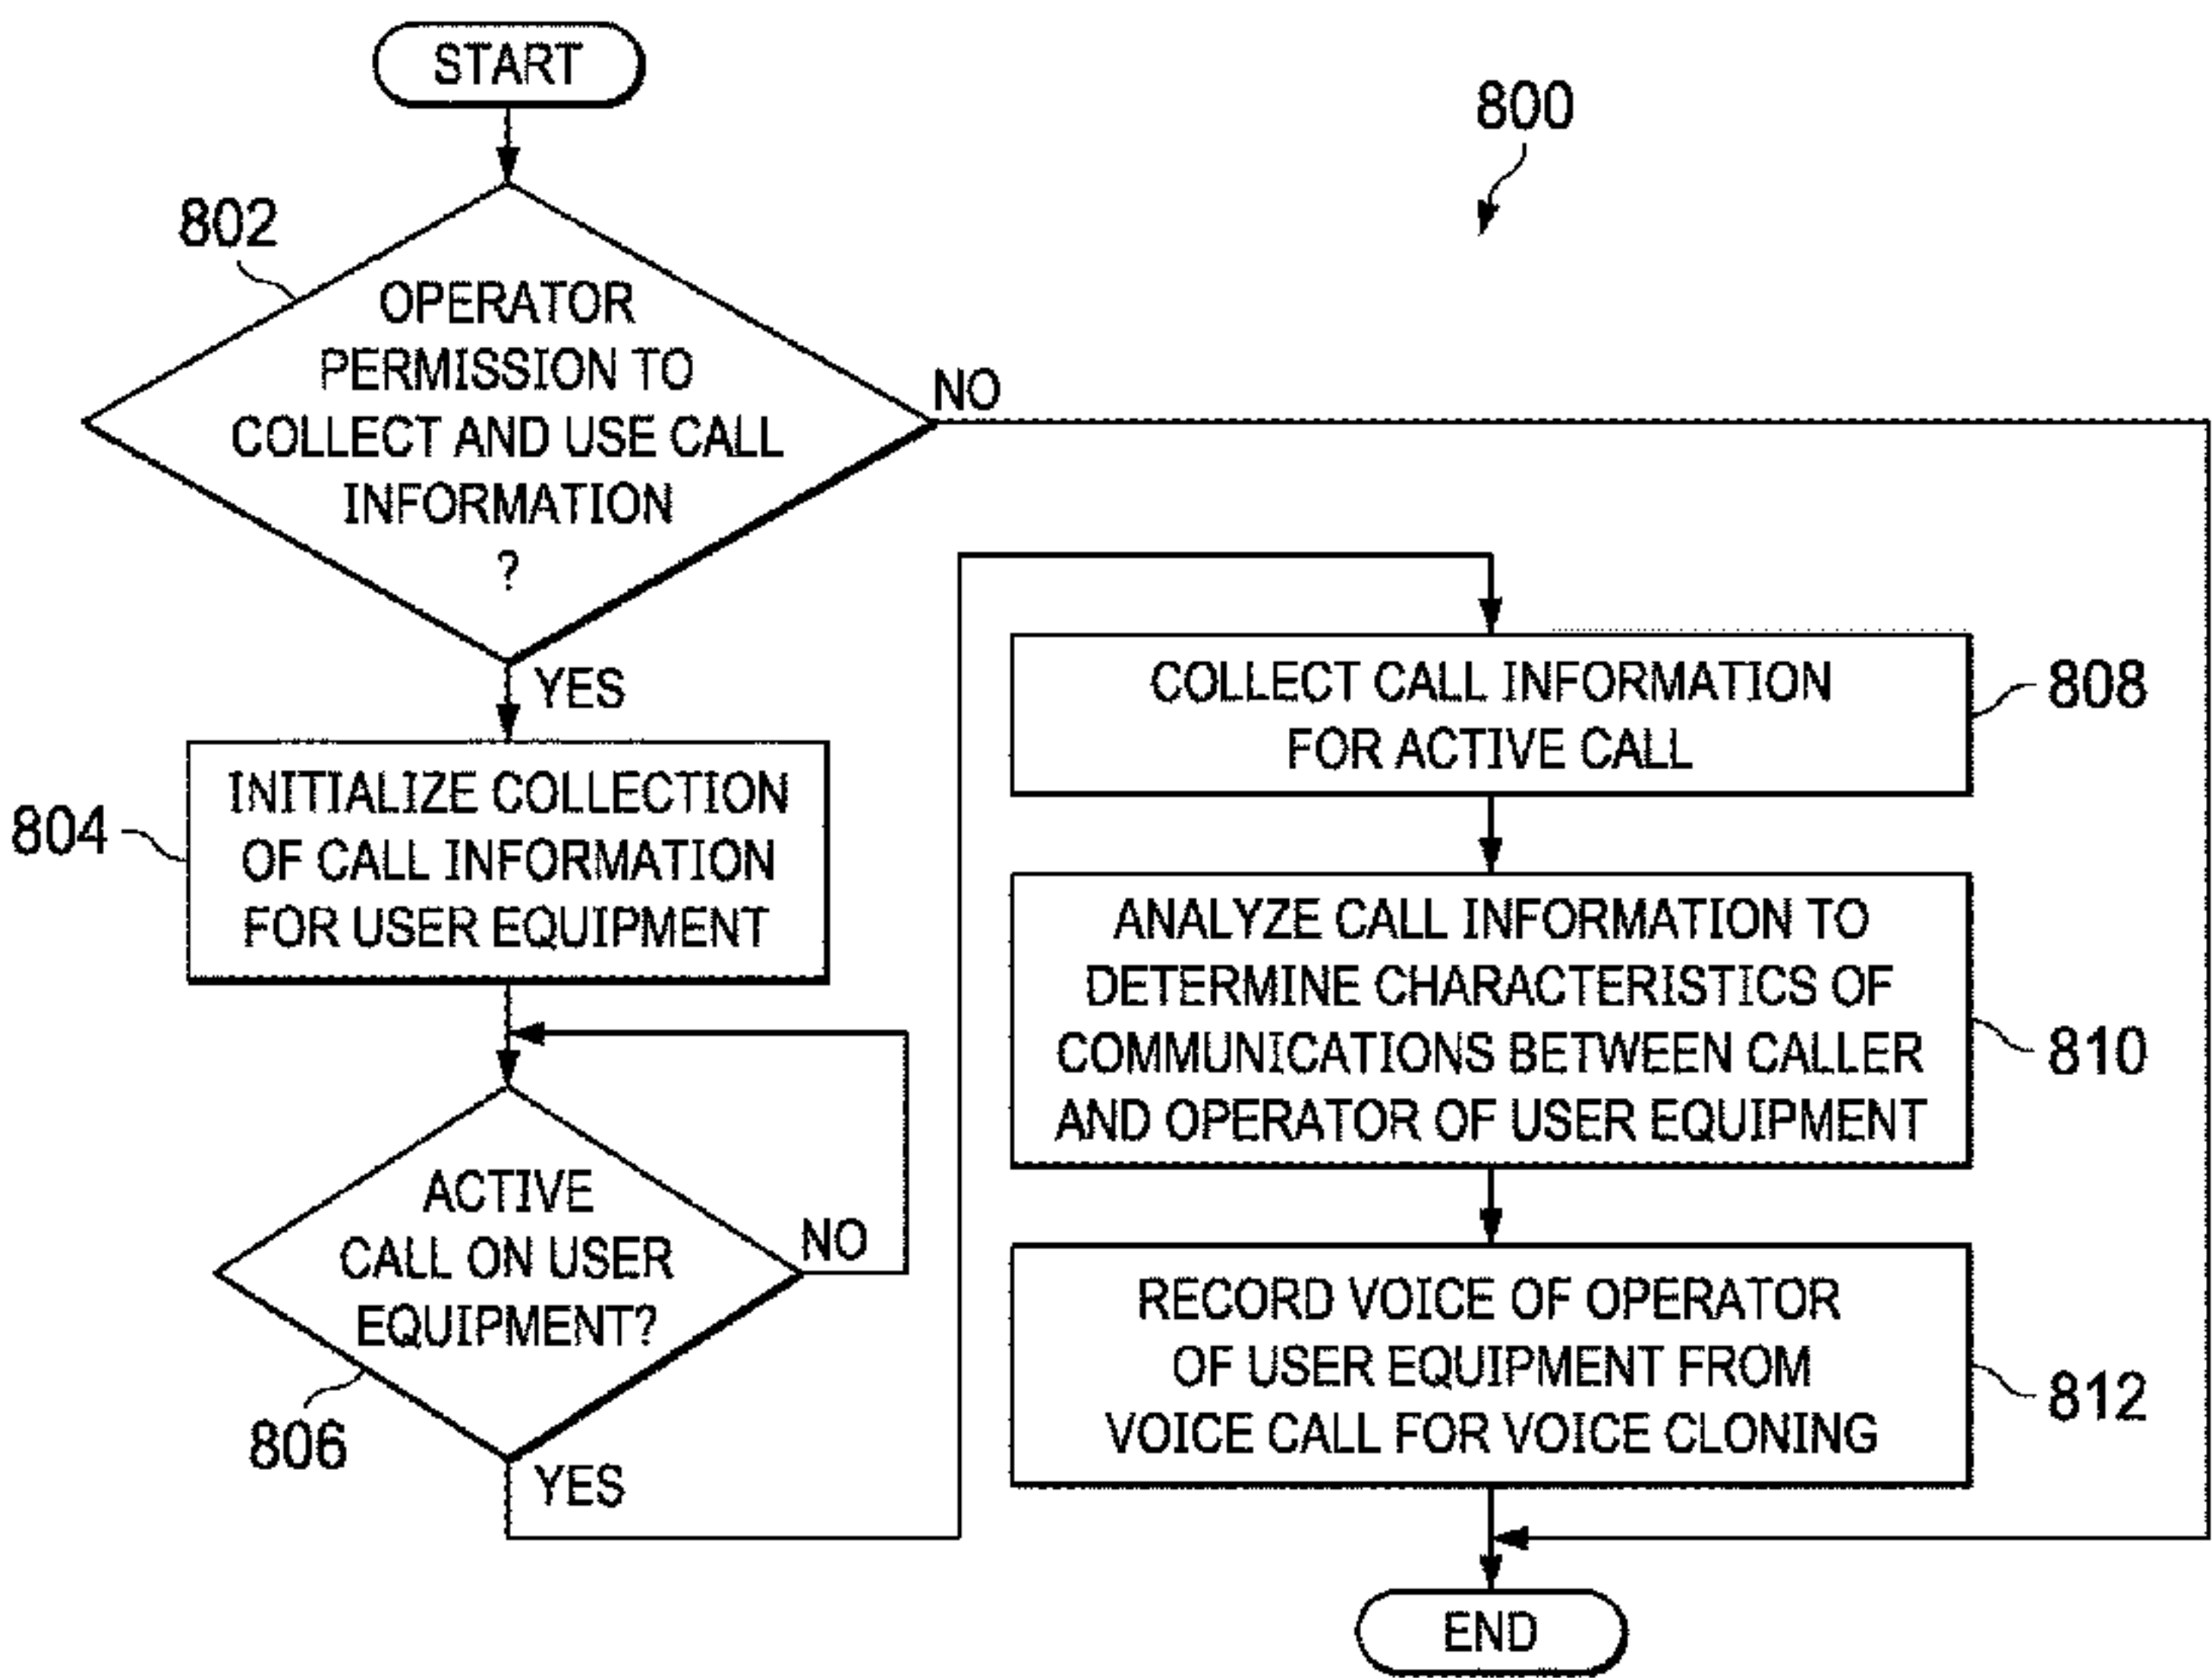 START
800
802
OPERATOR
PERMISSION TO
COLLECT AND USE CALL
INFORMATION
?
NO
YES
804
INITIALIZE COLLECTION
OF CALL INFORMATION
FOR USER EQUIPMENT
ACTIVE
CALL ON USER
EQUIPMENT?
NO
806
YES
COLLECT CALL INFORMATION
FOR ACTIVE CALL
808
ANALYZE CALL INFORMATION TO
DETERMINE CHARACTERISTICS OF
COMMUNICATIONS BETWEEN CALLER
AND OPERATOR OF USER EQUIPMENT
810
RECORD VOICE OF OPERATOR
OF USER EQUIPMENT FROM
VOICE CALL FOR VOICE CLONING
812
END